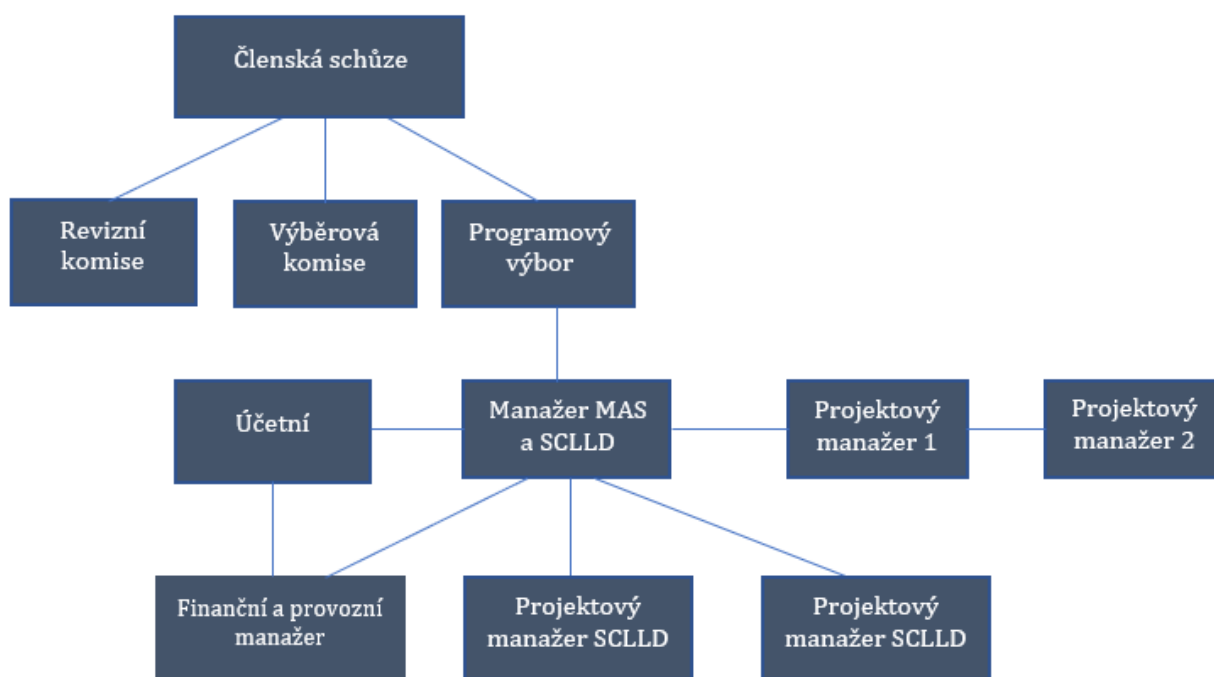 Členská schůze
Revizní
komise
Výběrová
komise
Programový
výbor
Účetní
Manažer MAS
a SCLLD
Projektový
manažer 1
Projektový
manažer 2
Finanční a provozní
manažer
Projektový
manažer SCLLD
Projektový
manažer SCLLD